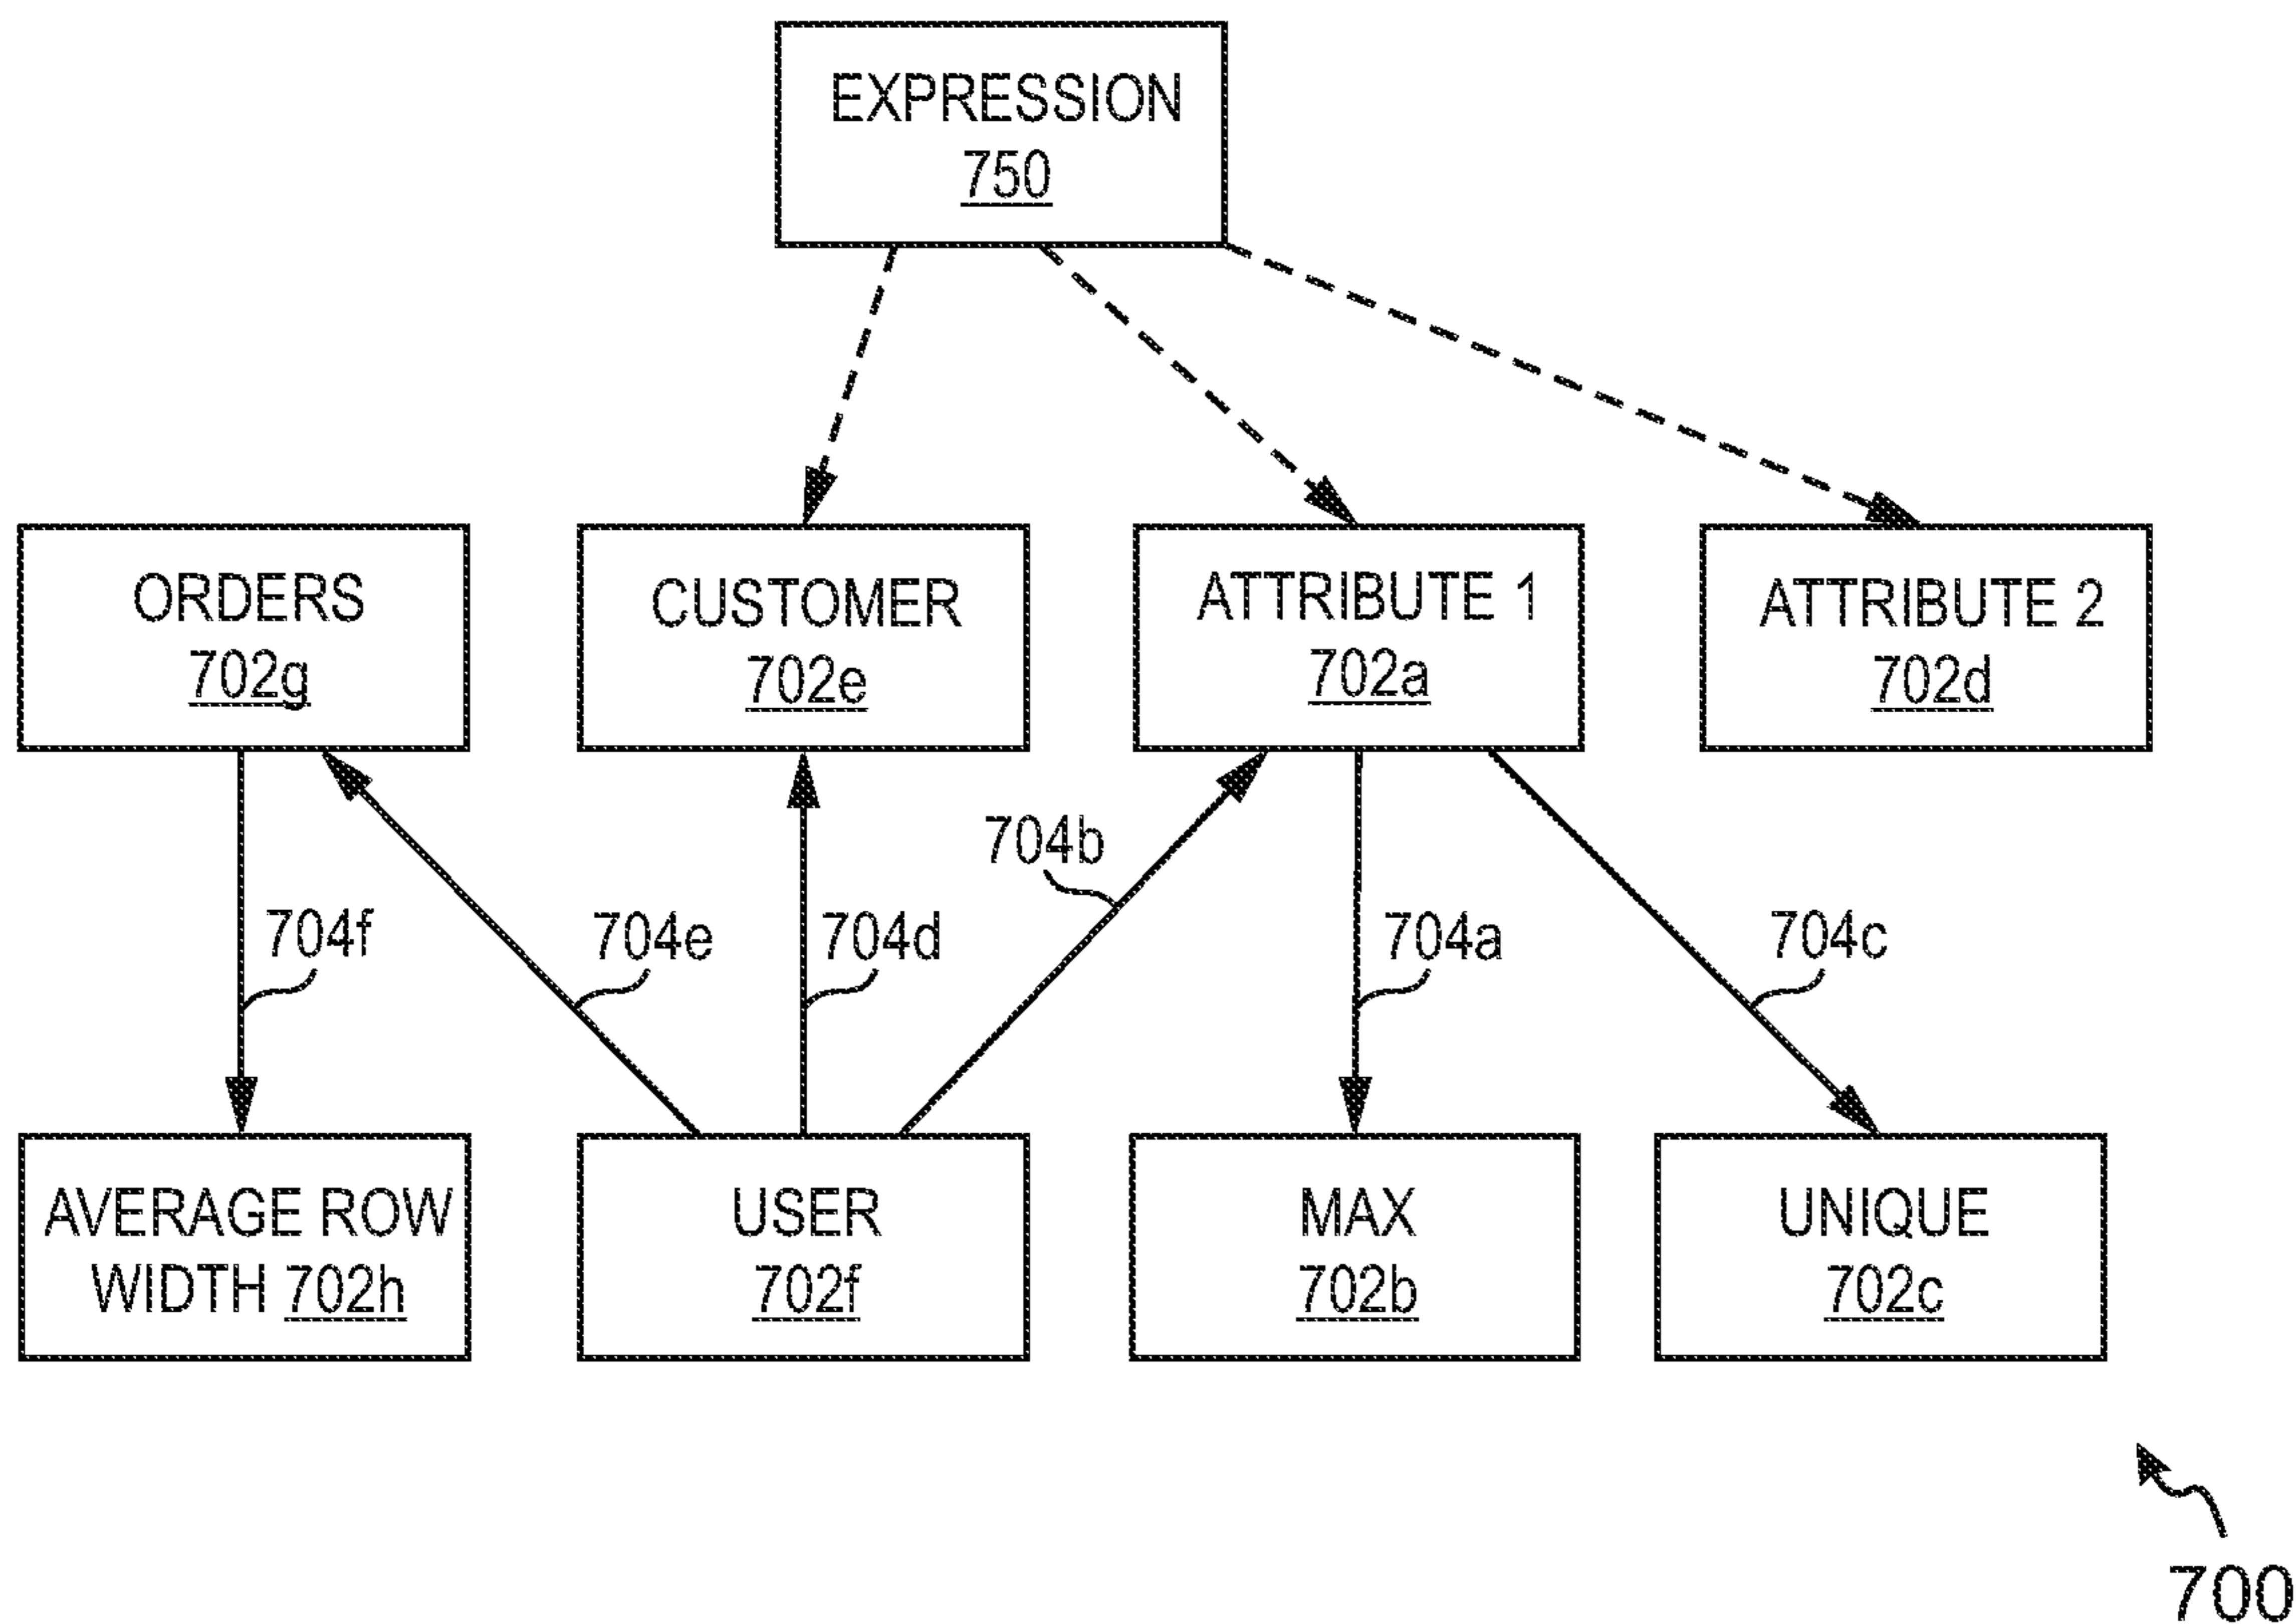 EXPRESSION
750
ORDERS
702g
CUSTOMER
702e
ATTRIBUTE 1
702a
ATTRIBUTE 2
702d
704f
704e
704d
704b
704a
704c
AVERAGE ROW
WIDTH 702h
USER
702f
MAX
702b
UNIQUE
702c
700